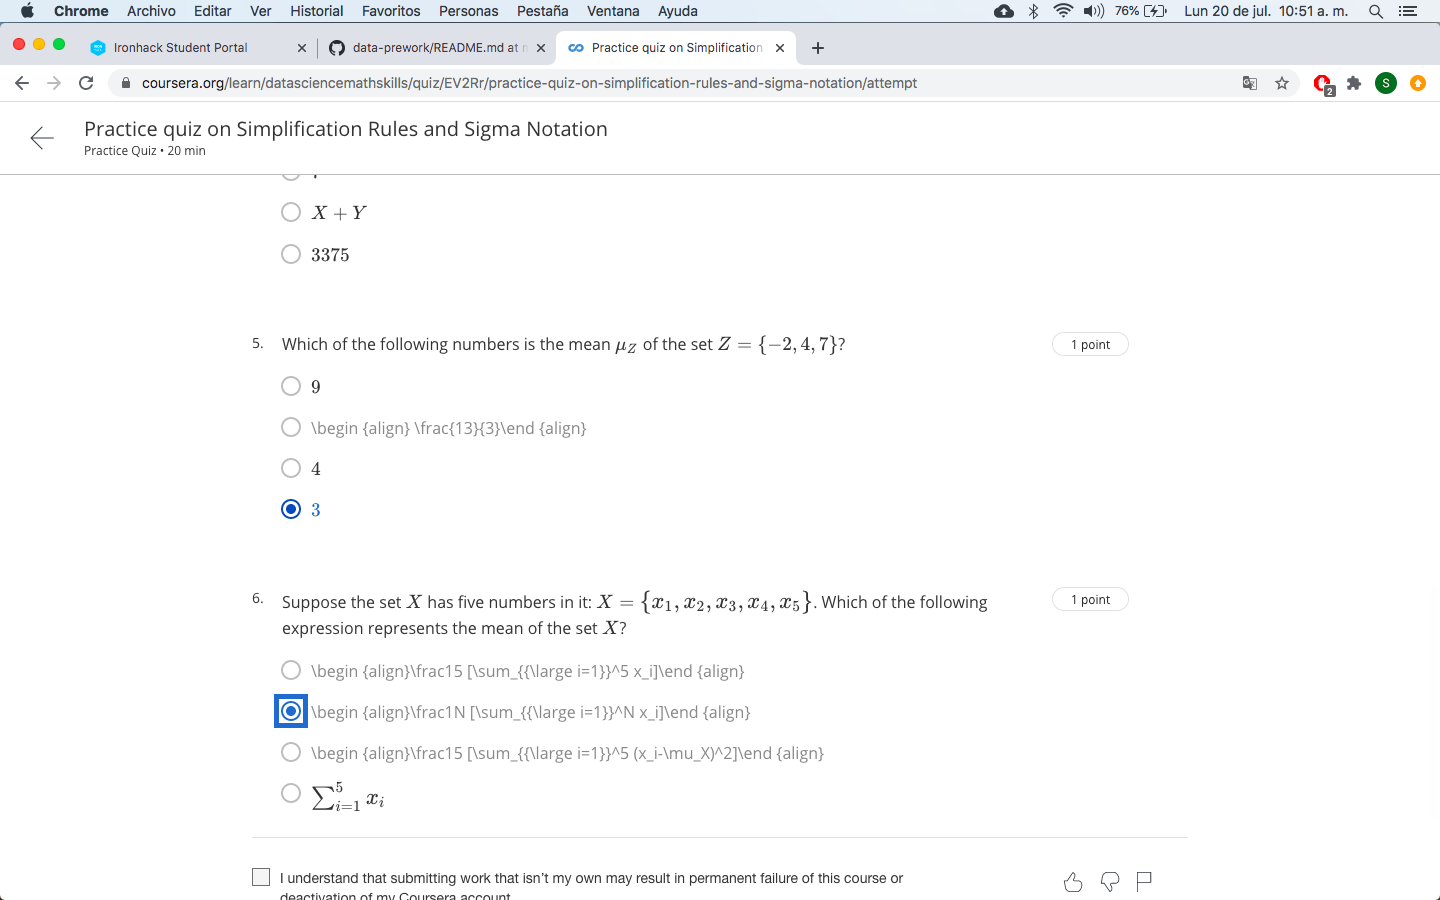 Chrome Archivo Editar Ver Historial Favoritos Personas Pestaña Ventana Ayuda 76% Lun 20 de jul. 10:51 a. m.
Ironhack Student Portal data-prework/README.md at Practice quiz on Simplification
coursera.org/learn/datasciencemathskills/quiz/EV2Rr/practice-quiz-on-simplification-rules-and-sigma-notation/attempt 2 S
Practice quiz on Simplification Rules and Sigma Notation
Practice Quiz • 20 min
X + Y
3375
5. Which of the following numbers is the mean μ_Z of the set Z = {−2, 4, 7}? 1 point
9
\begin {align} \frac{13}{3}\end {align}
4
3
6. Suppose the set X has five numbers in it: X = {x₁, x₂, x₃, x₄, x₅}. Which of the following 1 point
expression represents the mean of the set X?
\begin {align}\frac15 [\sum_{{\large i=1}}^5 x_i]\end {align}
\begin {align}\frac1N [\sum_{{\large i=1}}^N x_i]\end {align}
\begin {align}\frac15 [\sum_{{\large i=1}}^5 (x_i-\mu_X)^2]\end {align}
∑_{i=1}^5 x_i
I understand that submitting work that isn't my own may result in permanent failure of this course or
deactivation of my Coursera account